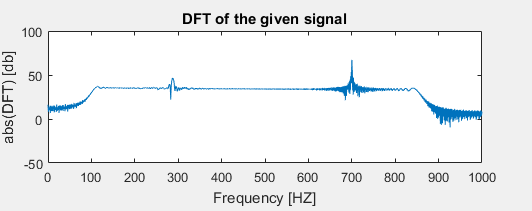 DFT of the given signal
abs(DFT) [db]
100
50
0
-50
0 100 200 300 400 500 600 700 800 900 1000
Frequency [HZ]